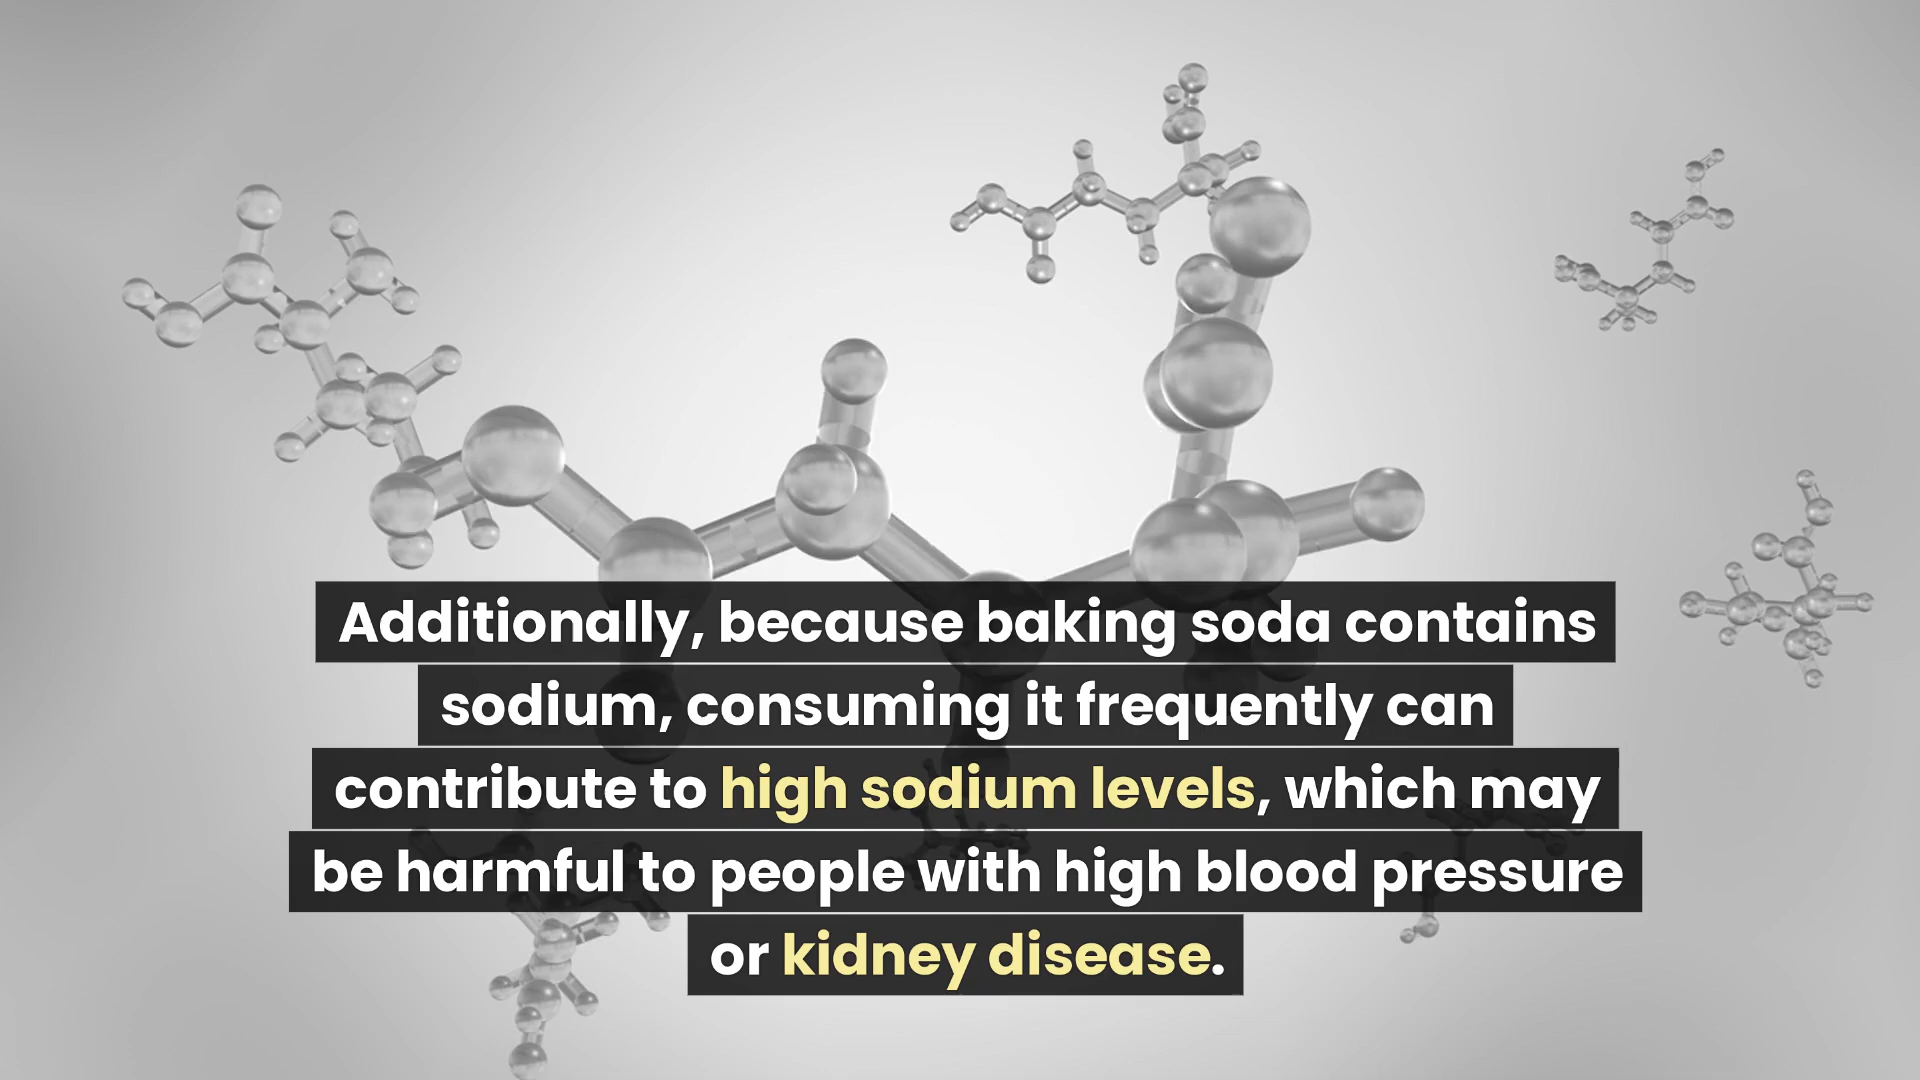 Additionally, because baking soda contains
sodium, consuming it frequently can
contribute to high sodium levels, which may
be harmful to people with high blood pressure
or kidney disease.